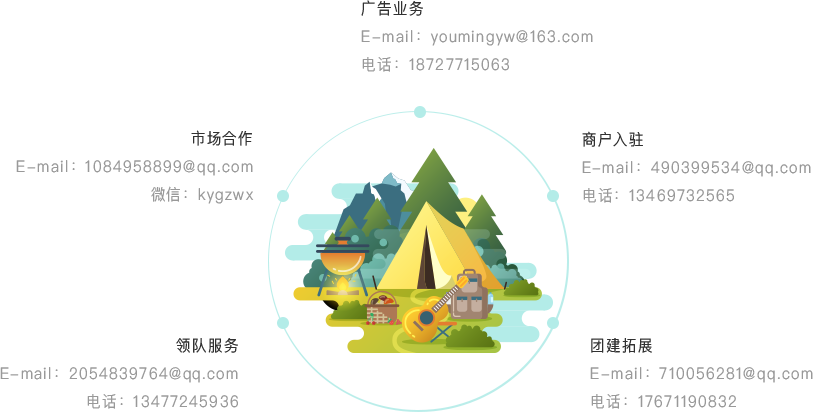 广告业务
E-mail：youmingyw@163.com
电话：18727715063
市场合作
E-mail：1084958899@qq.com
微信：kygzwx
商户入驻
E-mail：490399534@qq.com
电话：13469732565
领队服务
E-mail：2054839764@qq.com
电话：13477245936
团建拓展
E-mail：710056281@qq.com
电话：17671190832